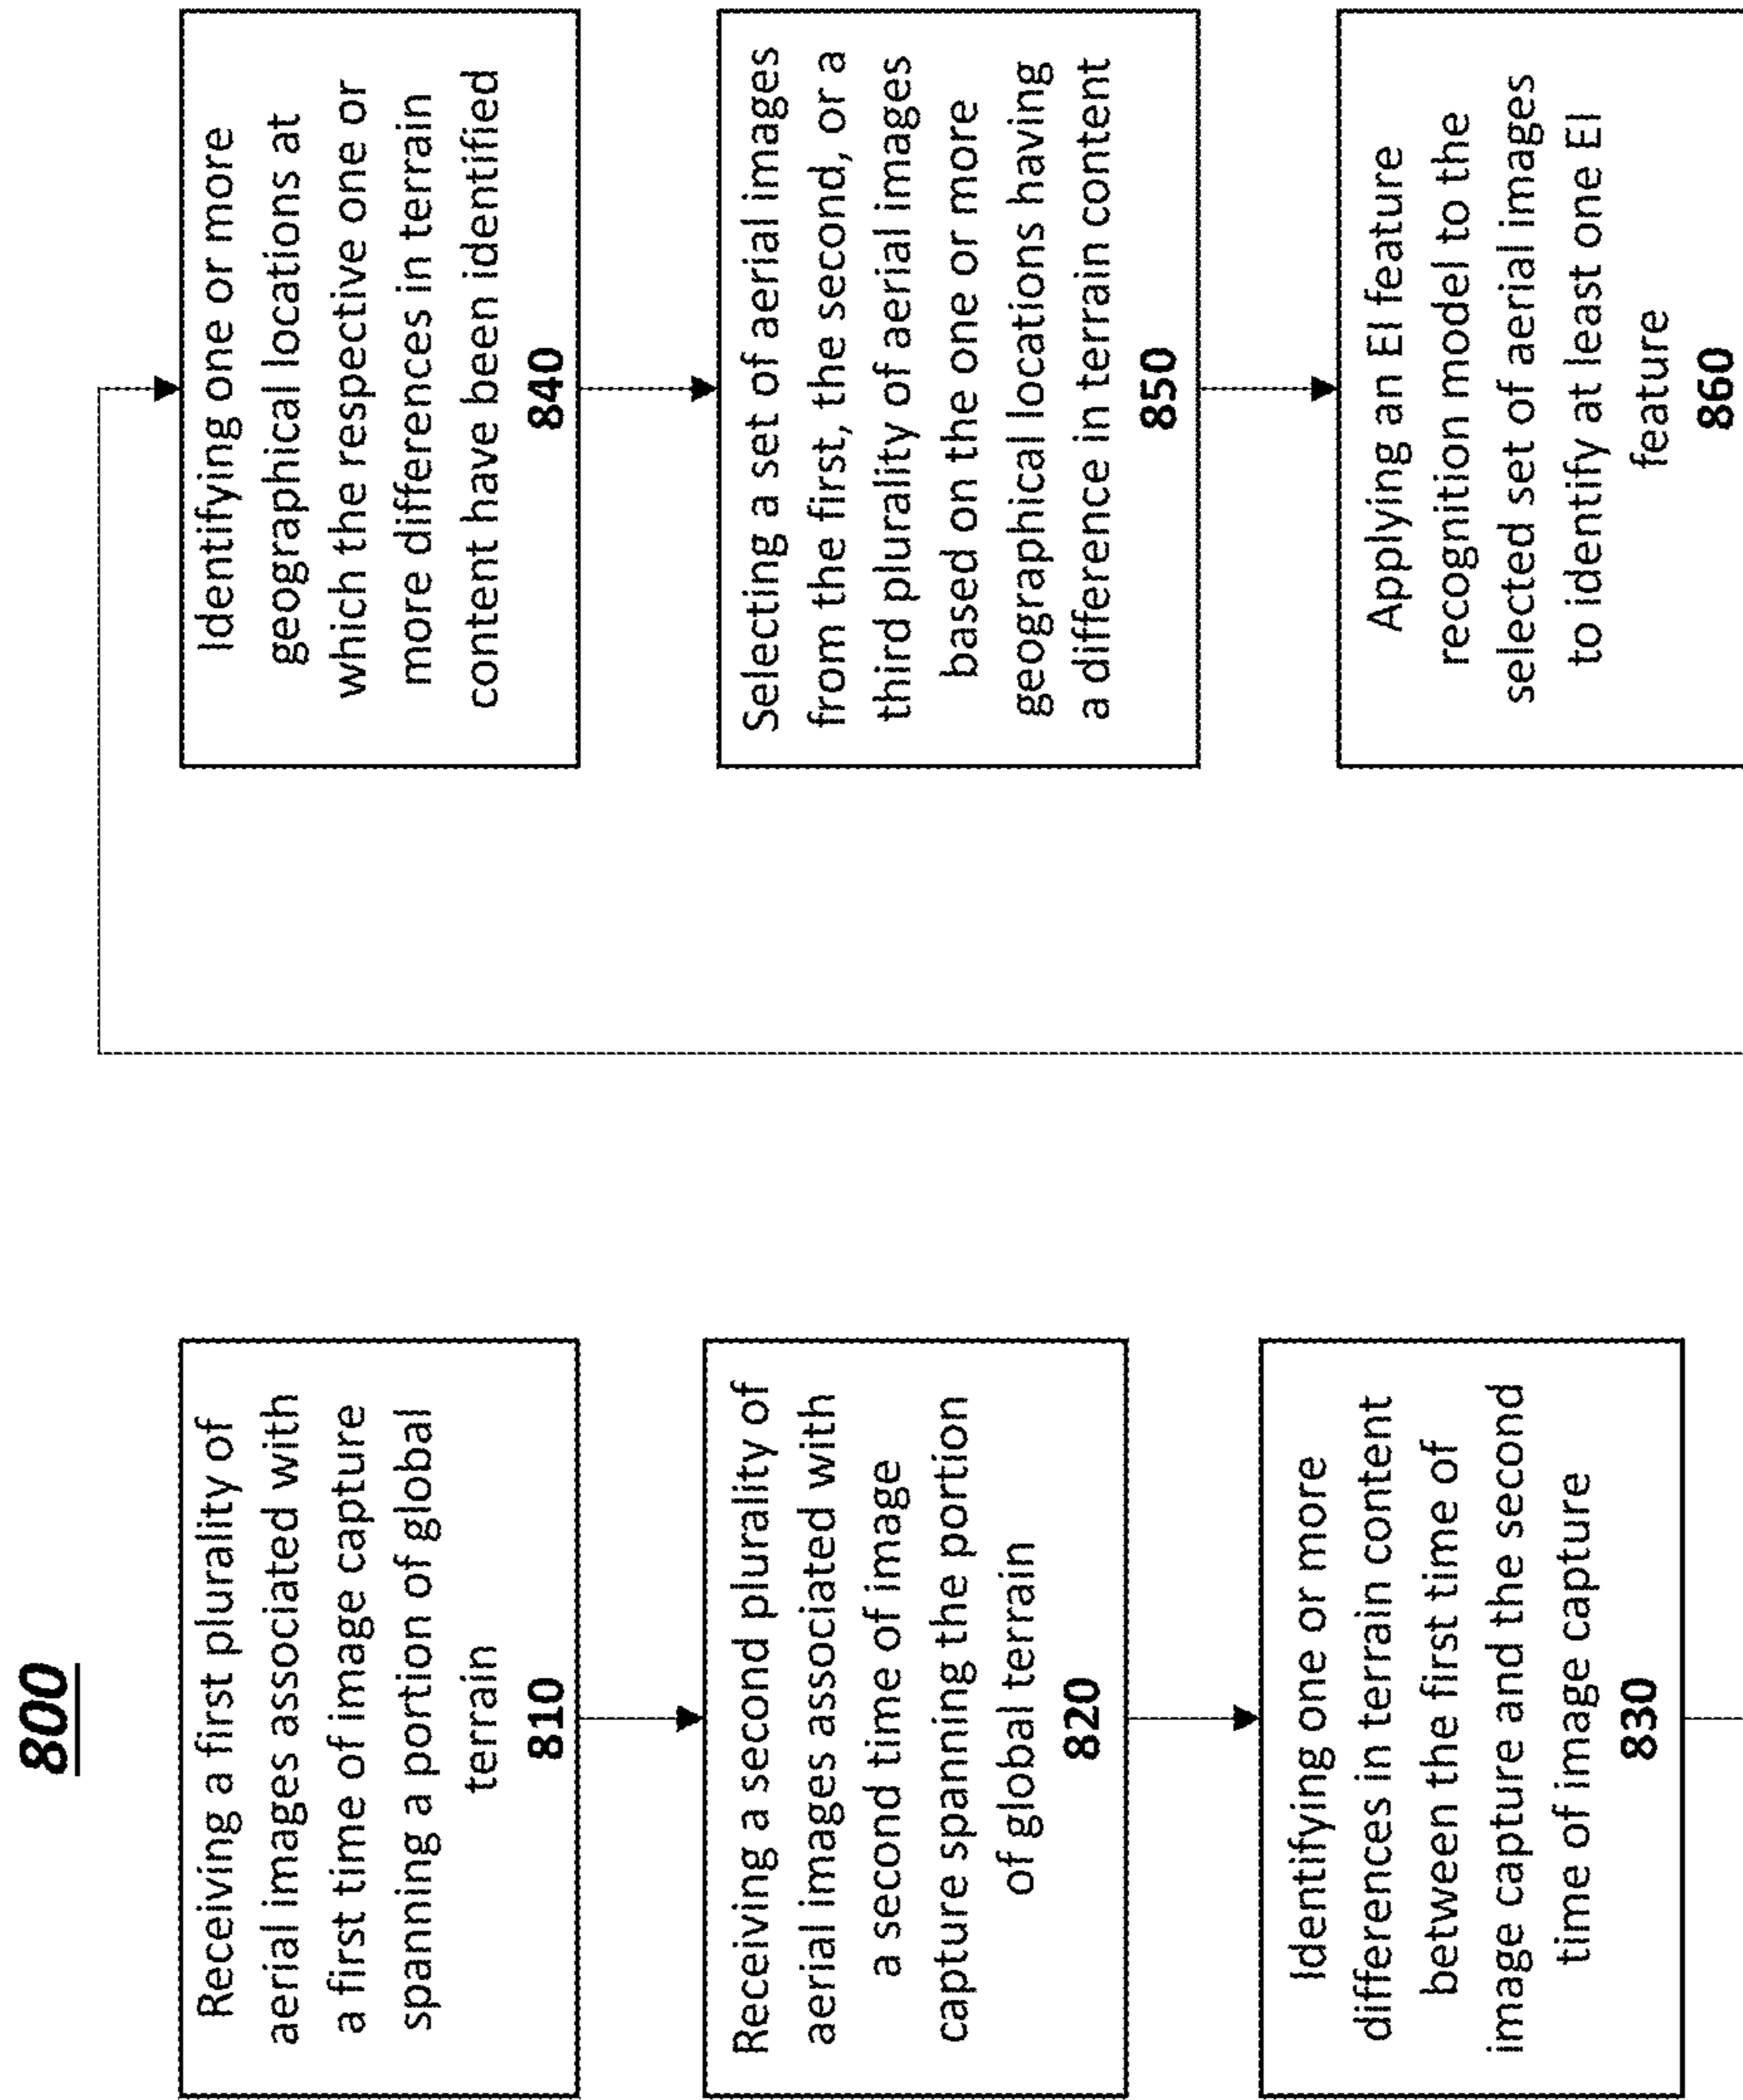 800
Receiving a first plurality of
aerial images associated with
a first time of image capture
spanning a portion of global
terrain
810
Receiving a second plurality of
aerial images associated with
a second time of image
capture spanning the portion
of global terrain
820
Identifying one or more
differences in terrain content
between the first time of
image capture and the second
time of image capture
830
Identifying one or more
geographical locations at
which the respective one or
more differences in terrain
content have been identified
840
Selecting a set of aerial images
from the first, the second, or a
third plurality of aerial images
based on the one or more
geographical locations having
a difference in terrain content
850
Applying an EI feature
recognition model to the
selected set of aerial images
to identify at least one EI
feature
860